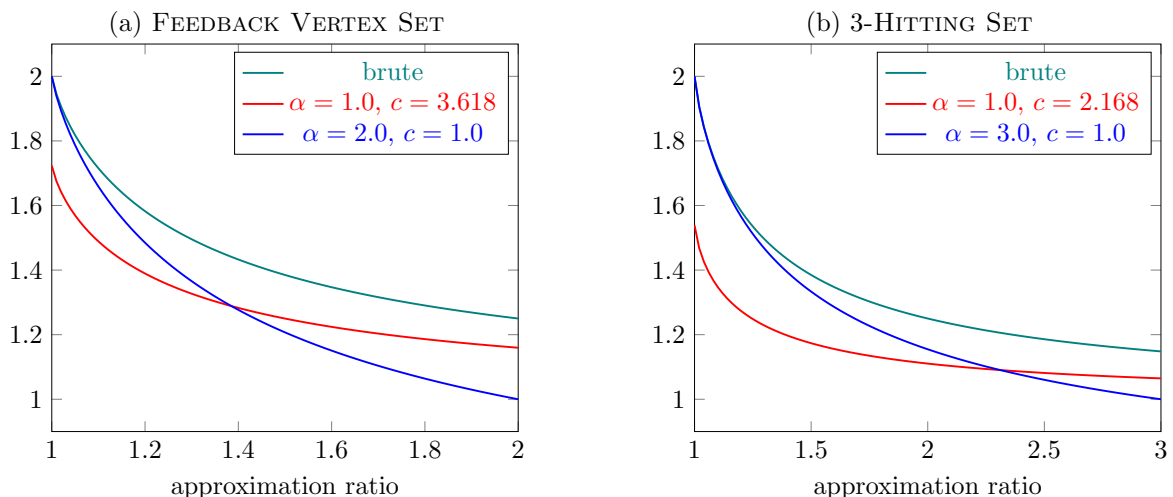 (a) FEEDBACK VERTEX SET
2
1.8
1.6
1.4
1.2
1
brute
α = 1.0, c = 3.618
α = 2.0, c = 1.0
1 1.2 1.4 1.6 1.8 2
approximation ratio
(b) 3-HITTING SET
2
1.8
1.6
1.4
1.2
1
brute
α = 1.0, c = 2.168
α = 3.0, c = 1.0
1 1.5 2 2.5 3
approximation ratio